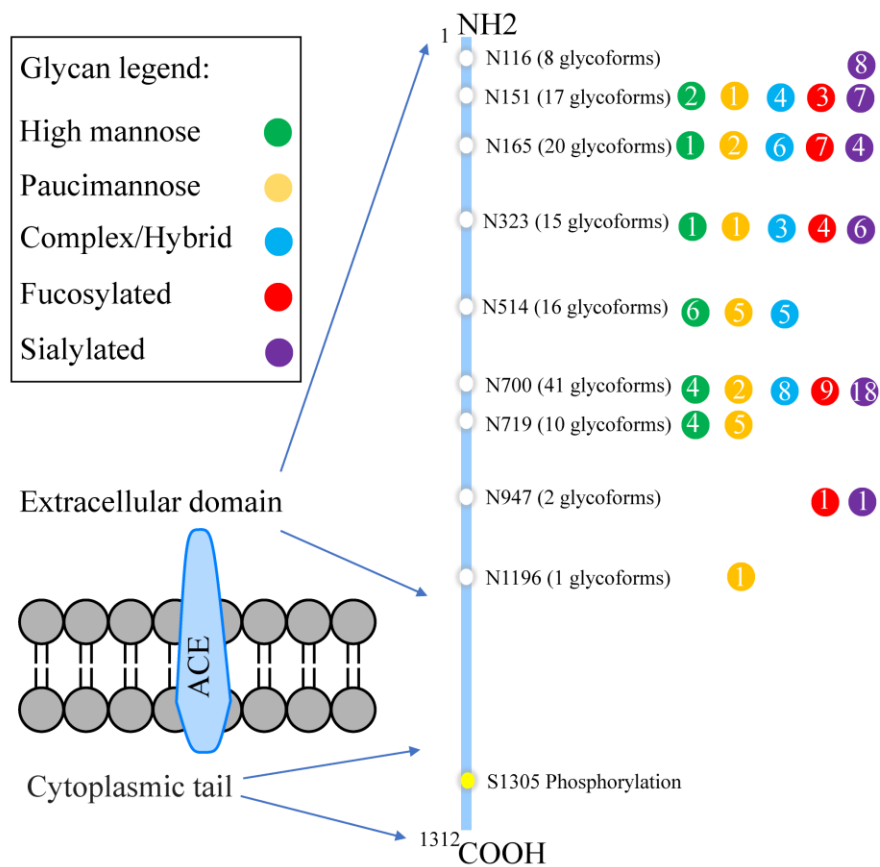 NH2
1
Glycan legend:
High mannose
Paucimannose
Complex/Hybrid
Fucosylated
Sialylated
N116 (8 glycoforms) 8
N151 (17 glycoforms) 2 1 4 3 7
N165 (20 glycoforms) 1 2 6 7 4
N323 (15 glycoforms) 1 1 3 4 6
N514 (16 glycoforms) 6 5 5
N700 (41 glycoforms) 4 2 8 9 18
N719 (10 glycoforms) 4 5
N947 (2 glycoforms) 1 1
N1196 (1 glycoforms) 1
Extracellular domain
ACE
Cytoplasmic tail
S1305 Phosphorylation
1312
COOH